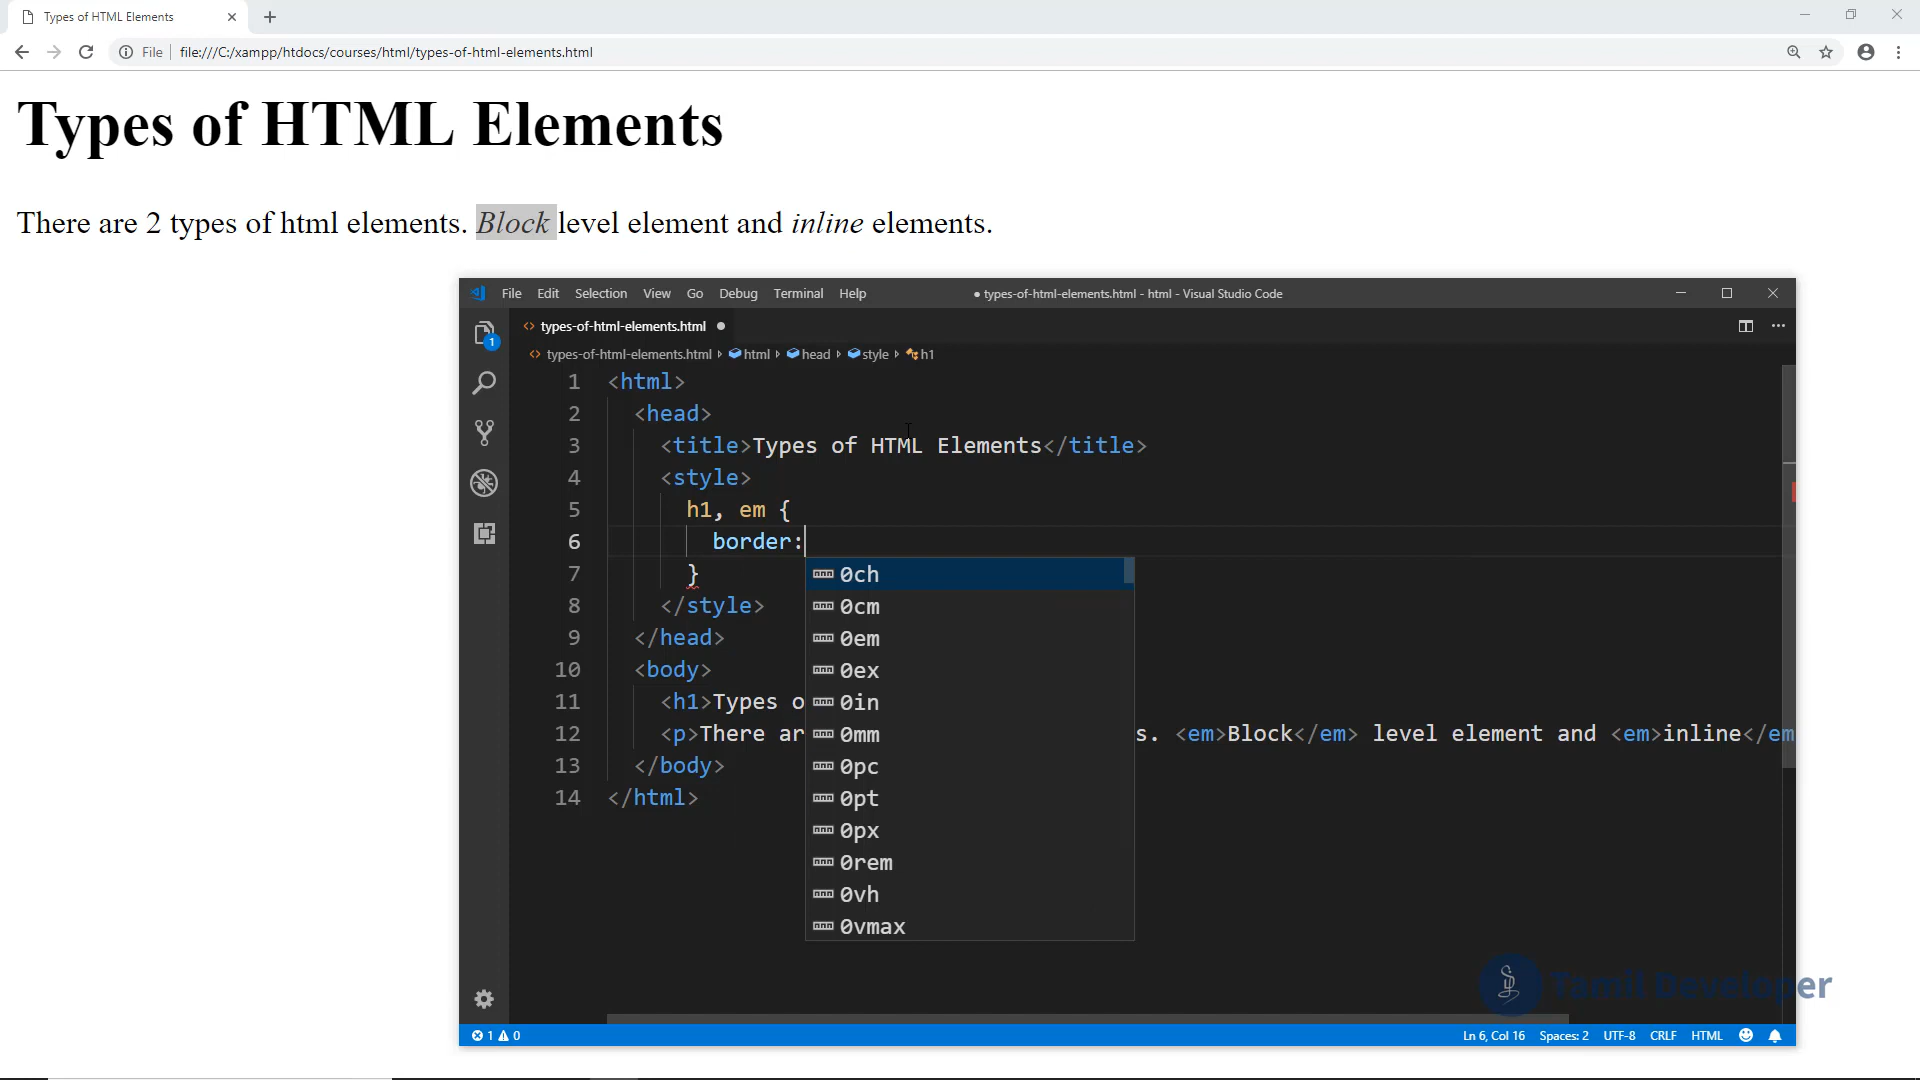 Types of HTML Elements
File file:///C:/xampp/htdocs/courses/html/types-of-html-elements.html
Types of HTML Elements
There are 2 types of html elements. Block level element and inline elements.
File Edit Selection View Go Debug Terminal Help ● types-of-html-elements.html - html - Visual Studio Code
types-of-html-elements.html
types-of-html-elements.html html head style h1
1
1 <html>
2 <head>
3 <title>Types of HTML Elements</title>
4 <style>
5 h1, em {
6 border:
7 }
8 </style>
9 </head>
10 <body>
11 <h1>Types o
12 <p>There ar s. <em>Block</em> level element and <em>inline</em
13 </body>
14 </html>
0ch
0cm
0em
0ex
0in
0mm
0pc
0pt
0px
0rem
0vh
0vmax
Tamil Developer
1 0 Ln 6, Col 16 Spaces: 2 UTF-8 CRLF HTML